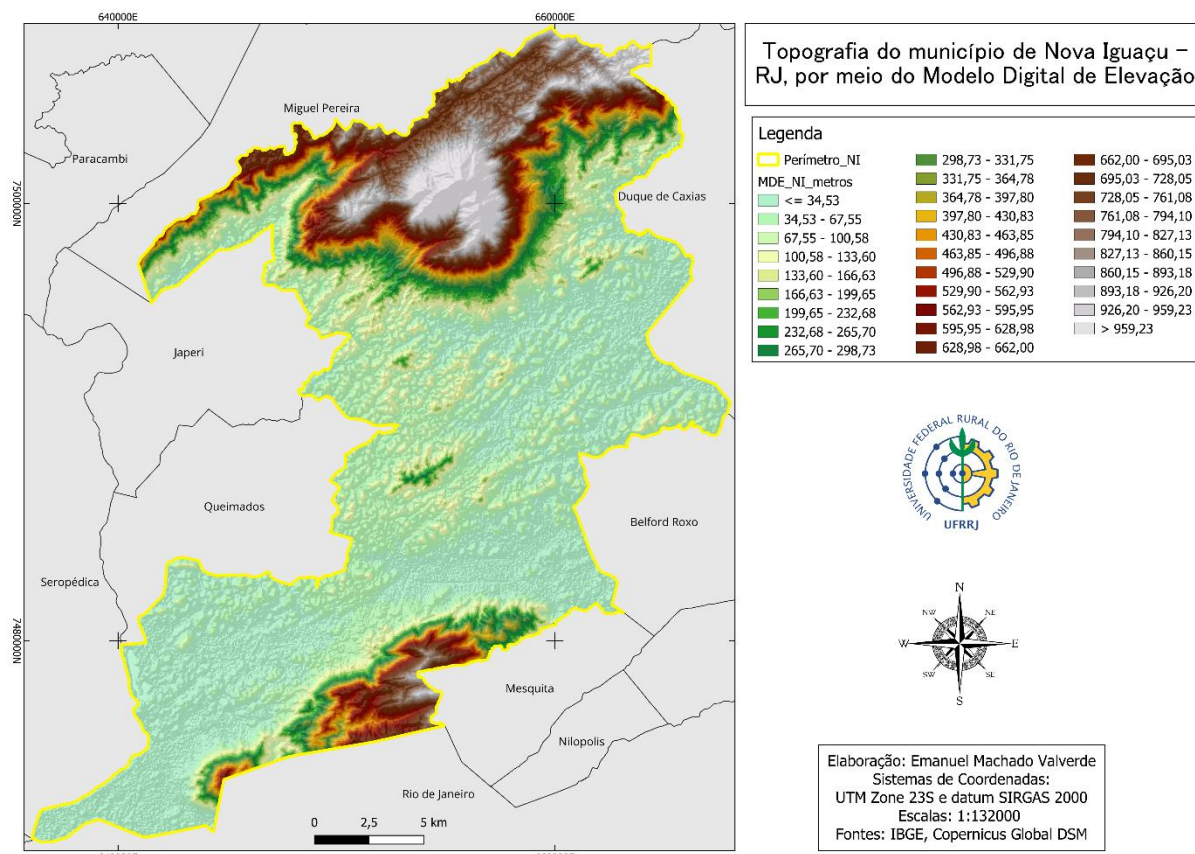 640000E
660000E
7500000N
7480000N
Miguel Pereira
Paracambi
Duque de Caxias
Japeri
Queimados
Belford Roxo
Seropédica
Mesquita
Nilopolis
Rio de Janeiro
0 2,5 5 km
Topografia do município de Nova Iguaçu –
RJ, por meio do Modelo Digital de Elevação
Legenda
Perímetro_NI
MDE_NI_metros
<= 34,53
34,53 - 67,55
67,55 - 100,58
100,58 - 133,60
133,60 - 166,63
166,63 - 199,65
199,65 - 232,68
232,68 - 265,70
265,70 - 298,73
298,73 - 331,75
331,75 - 364,78
364,78 - 397,80
397,80 - 430,83
430,83 - 463,85
463,85 - 496,88
496,88 - 529,90
529,90 - 562,93
562,93 - 595,95
595,95 - 628,98
628,98 - 662,00
662,00 - 695,03
695,03 - 728,05
728,05 - 761,08
761,08 - 794,10
794,10 - 827,13
827,13 - 860,15
860,15 - 893,18
893,18 - 926,20
926,20 - 959,23
> 959,23
UNIVERSIDADE FEDERAL RURAL DO RIO DE JANEIRO
UFRRJ
N
NW NE
W E
SW SE
S
Elaboração: Emanuel Machado Valverde
Sistemas de Coordenadas:
UTM Zone 23S e datum SIRGAS 2000
Escalas: 1:132000
Fontes: IBGE, Copernicus Global DSM